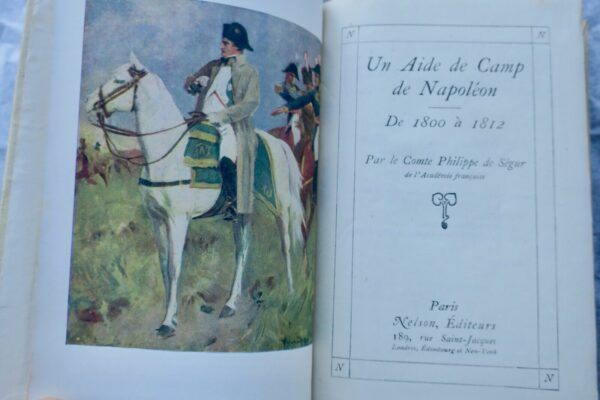 N N
Un Aide de Camp
de Napoléon
De 1800 à 1812
Par le Comte Philippe de Ségur
de l'Académie française
Paris
Nelson, Éditeurs
189, rue Saint-Jacques
Londres, Édimbourg et New-York
N N